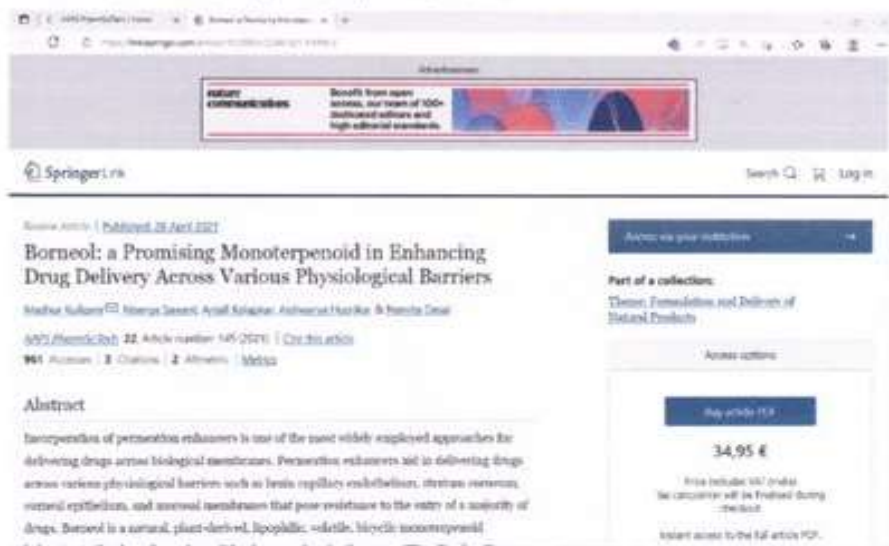 Advertisement
nature communications
Benefit from open
access, our team of 100+
dedicated editors and
high editorial standards.
SpringerLink
Search
Log in
Review Article | Published: 28 April 2021
Borneol: a Promising Monoterpenoid in Enhancing
Drug Delivery Across Various Physiological Barriers
Madhur Kulkarni
& Namita Desai
AAPS PharmSciTech 22, Article number: 145 (2021) | Cite this article
961 Accesses | 3 Citations | 2 Altmetric | Metrics
Abstract
Incorporation of permeation enhancers is one of the most widely employed approaches for
delivering drugs across biological membranes. Permeation enhancers aid in delivering drugs
across various physiological barriers such as brain capillary endothelium, stratum corneum,
corneal epithelium, and mucosal membranes that pose resistance to the entry of a majority of
drugs. Borneol is a natural, plant-derived, lipophilic, volatile, bicyclic monoterpenoid
Access via your institution
Part of a collection:
Theme: Formulation and Delivery of
Natural Products
Access options
Buy article PDF
34,95 €
Price includes VAT
Tax calculation will be finalised during
checkout
Instant access to the full article PDF.